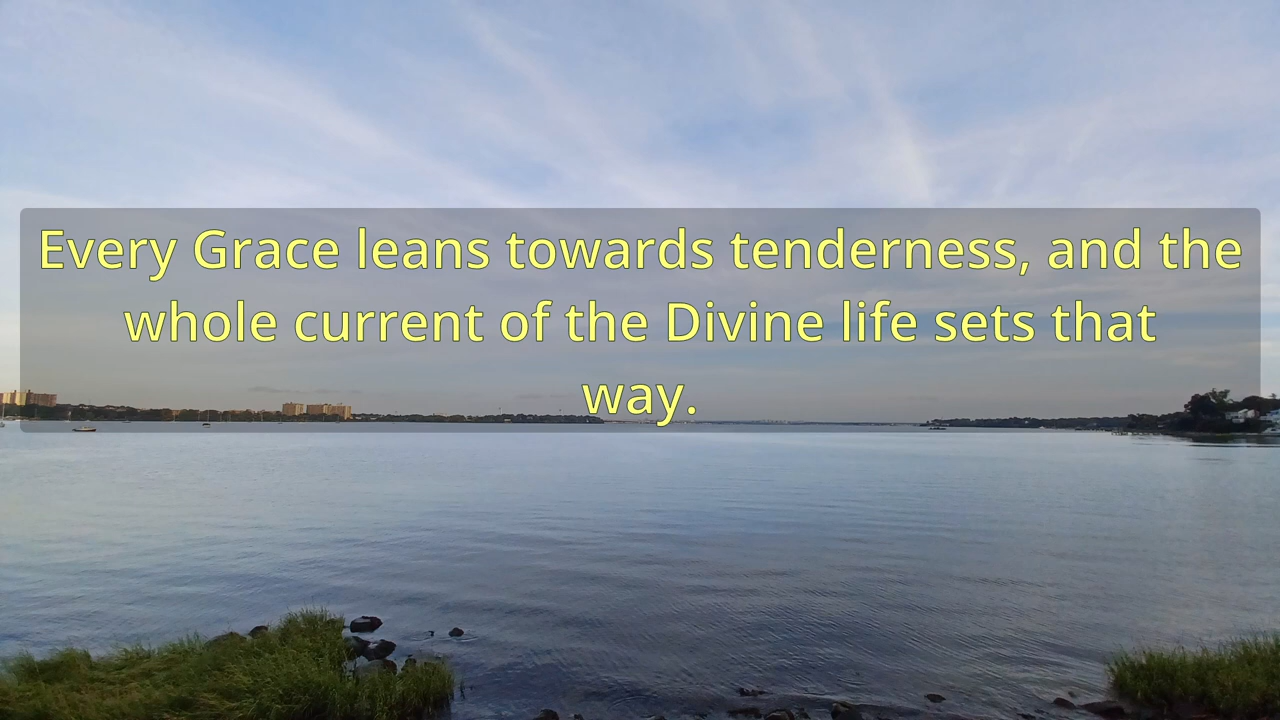 Every Grace leans towards tenderness, and the
whole current of the Divine life sets that
way.